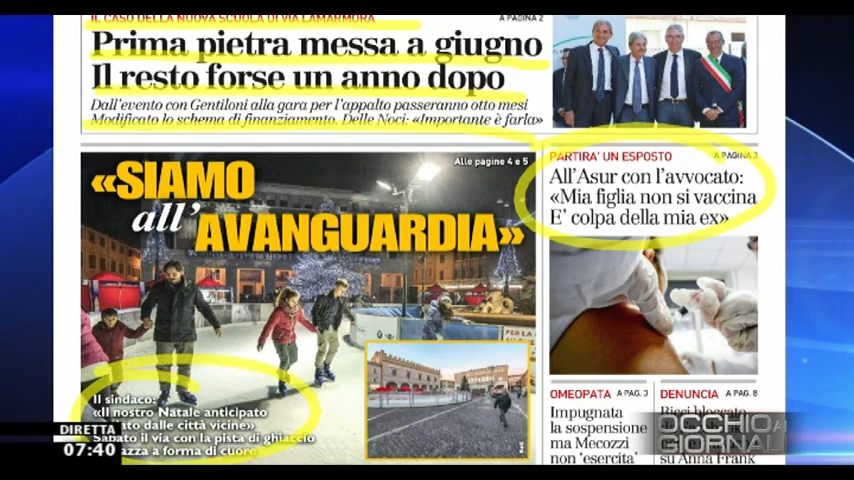 IL CASO DELLA NUOVA SCUOLA DI VIA LAMARMORA
A PAGINA 2
Prima pietra messa a giugno
Il resto forse un anno dopo
Dall'evento con Gentiloni alla gara per l'appalto passeranno otto mesi
Modificato lo schema di finanziamento. Delle Noci: «Importante è farla»
Alle pagine 4 e 5
«SIAMO
all'AVANGUARDIA»
PER LA
Il sindaco:
«Il nostro Natale anticipato
dalle città vicine»
Sabato il via con la pista di ghiaccio
a forma di cuore
PARTIRA' UN ESPOSTO
A PAGINA 3
All'Asur con l'avvocato:
«Mia figlia non si vaccina
E' colpa della mia ex»
OMEOPATA A PAG. 3
Impugnata
la sospensione
ma Mecozzi
non 'esercita'
DENUNCIA A PAG. 8
Ricci bloccato
su Anna Frank
OCCHIO AI
GIORNALI
DIRETTA
07:40